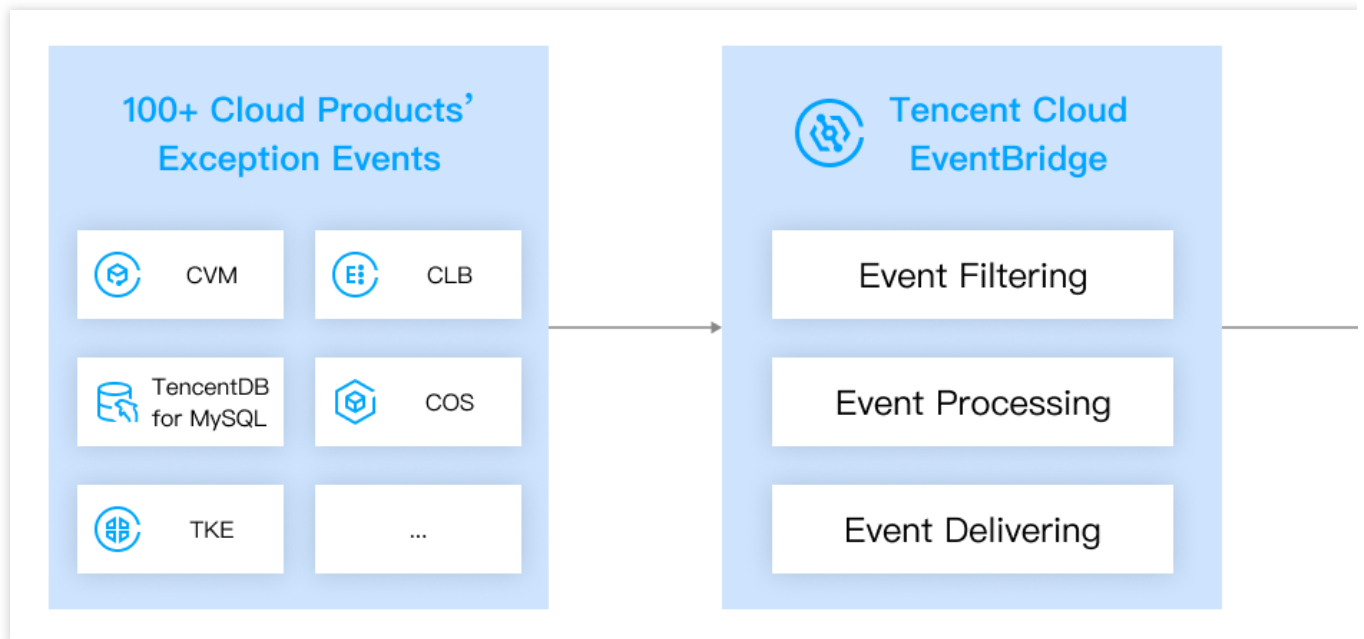 100+ Cloud Products’
Exception Events
CVM
CLB
TencentDB
for MySQL
COS
TKE
...
Tencent Cloud
EventBridge
Event Filtering
Event Processing
Event Delivering